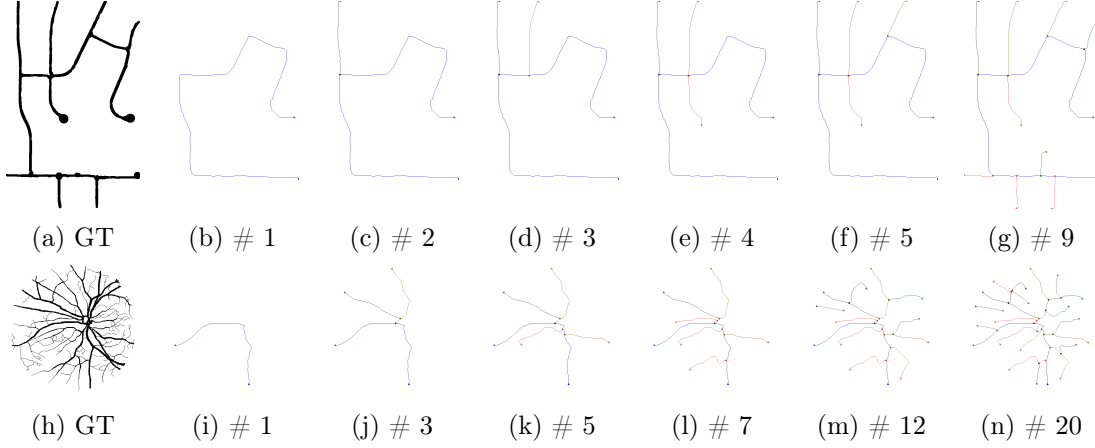 (a) GT (b) # 1 (c) # 2 (d) # 3 (e) # 4 (f) # 5 (g) # 9
(h) GT (i) # 1 (j) # 3 (k) # 5 (l) # 7 (m) # 12 (n) # 20